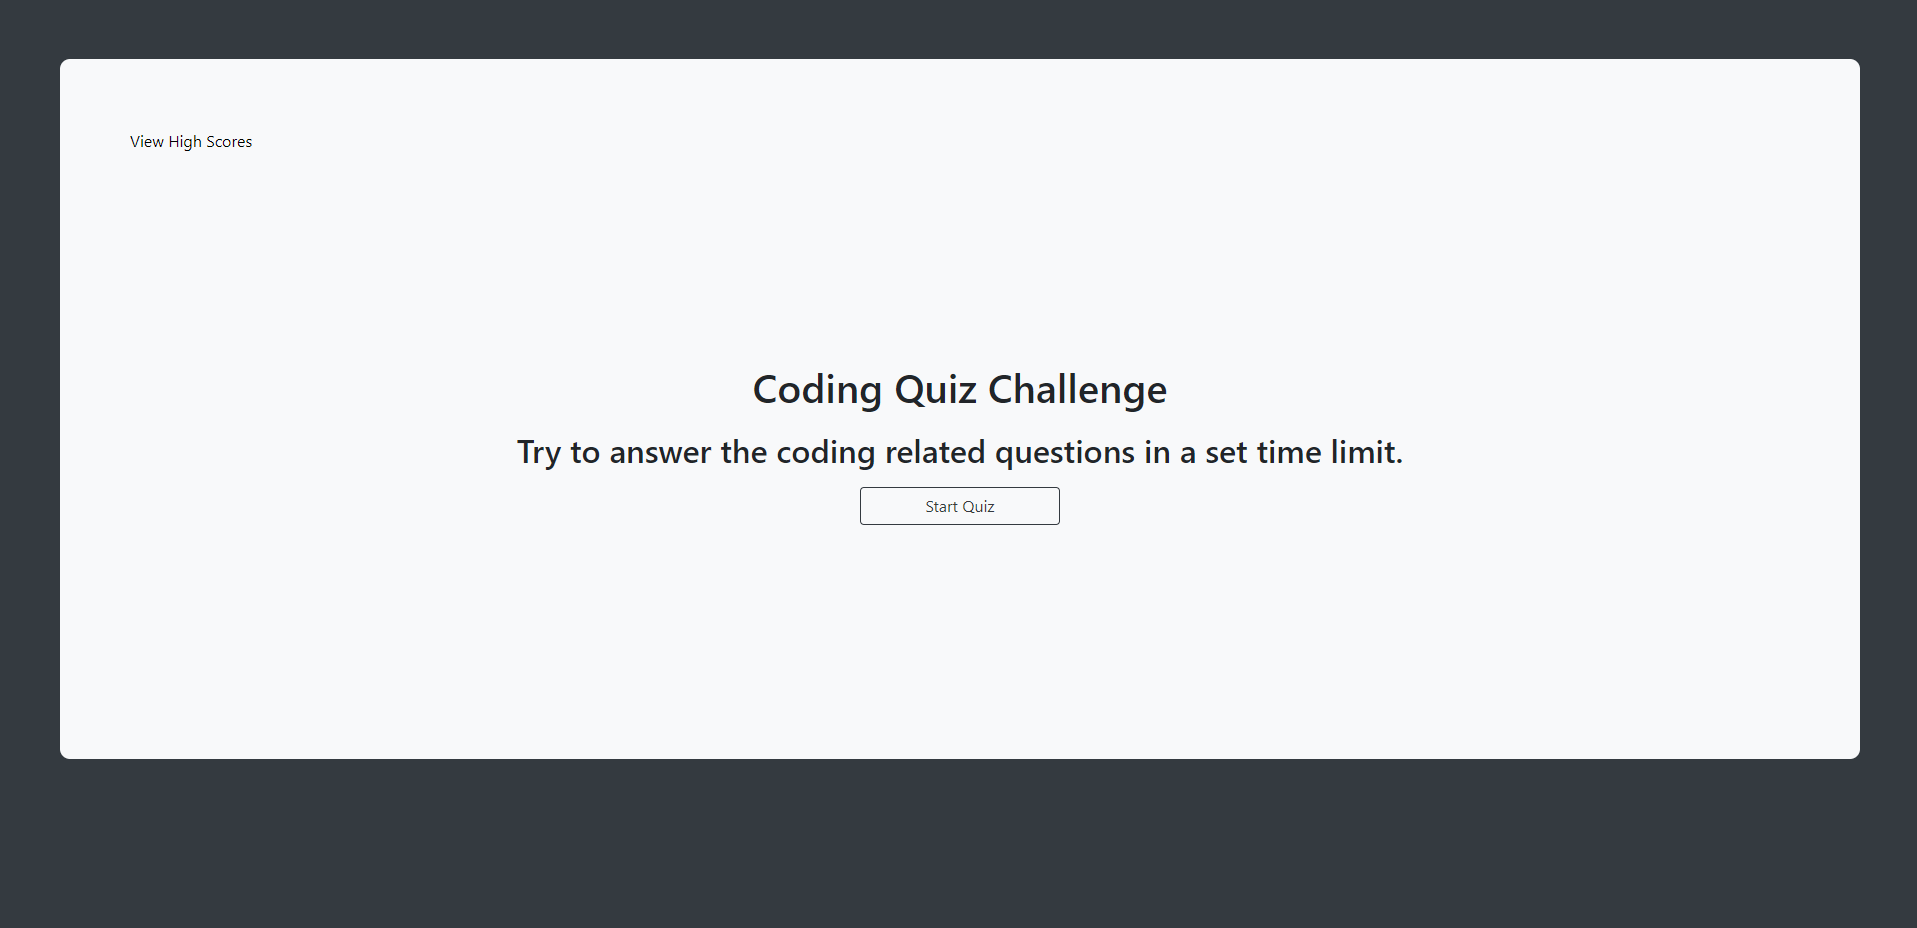 View High Scores
Coding Quiz Challenge
Try to answer the coding related questions in a set time limit.
Start Quiz